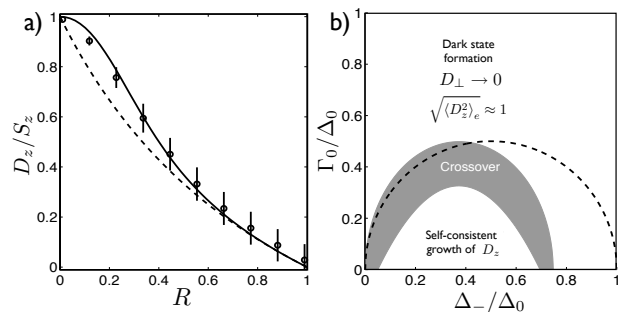 a)
D_z/S_z
1
0.8
0.6
0.4
0.2
0
0 0.2 0.4 0.6 0.8 1
R
b)
Γ_0/Δ_0
1
0.8
0.6
0.4
0.2
0
Dark state
formation
D_⊥ → 0
√⟨D_z^2⟩_e ≈ 1
Crossover
Self-consistent
growth of D_z
0 0.2 0.4 0.6 0.8 1
Δ_-/Δ_0